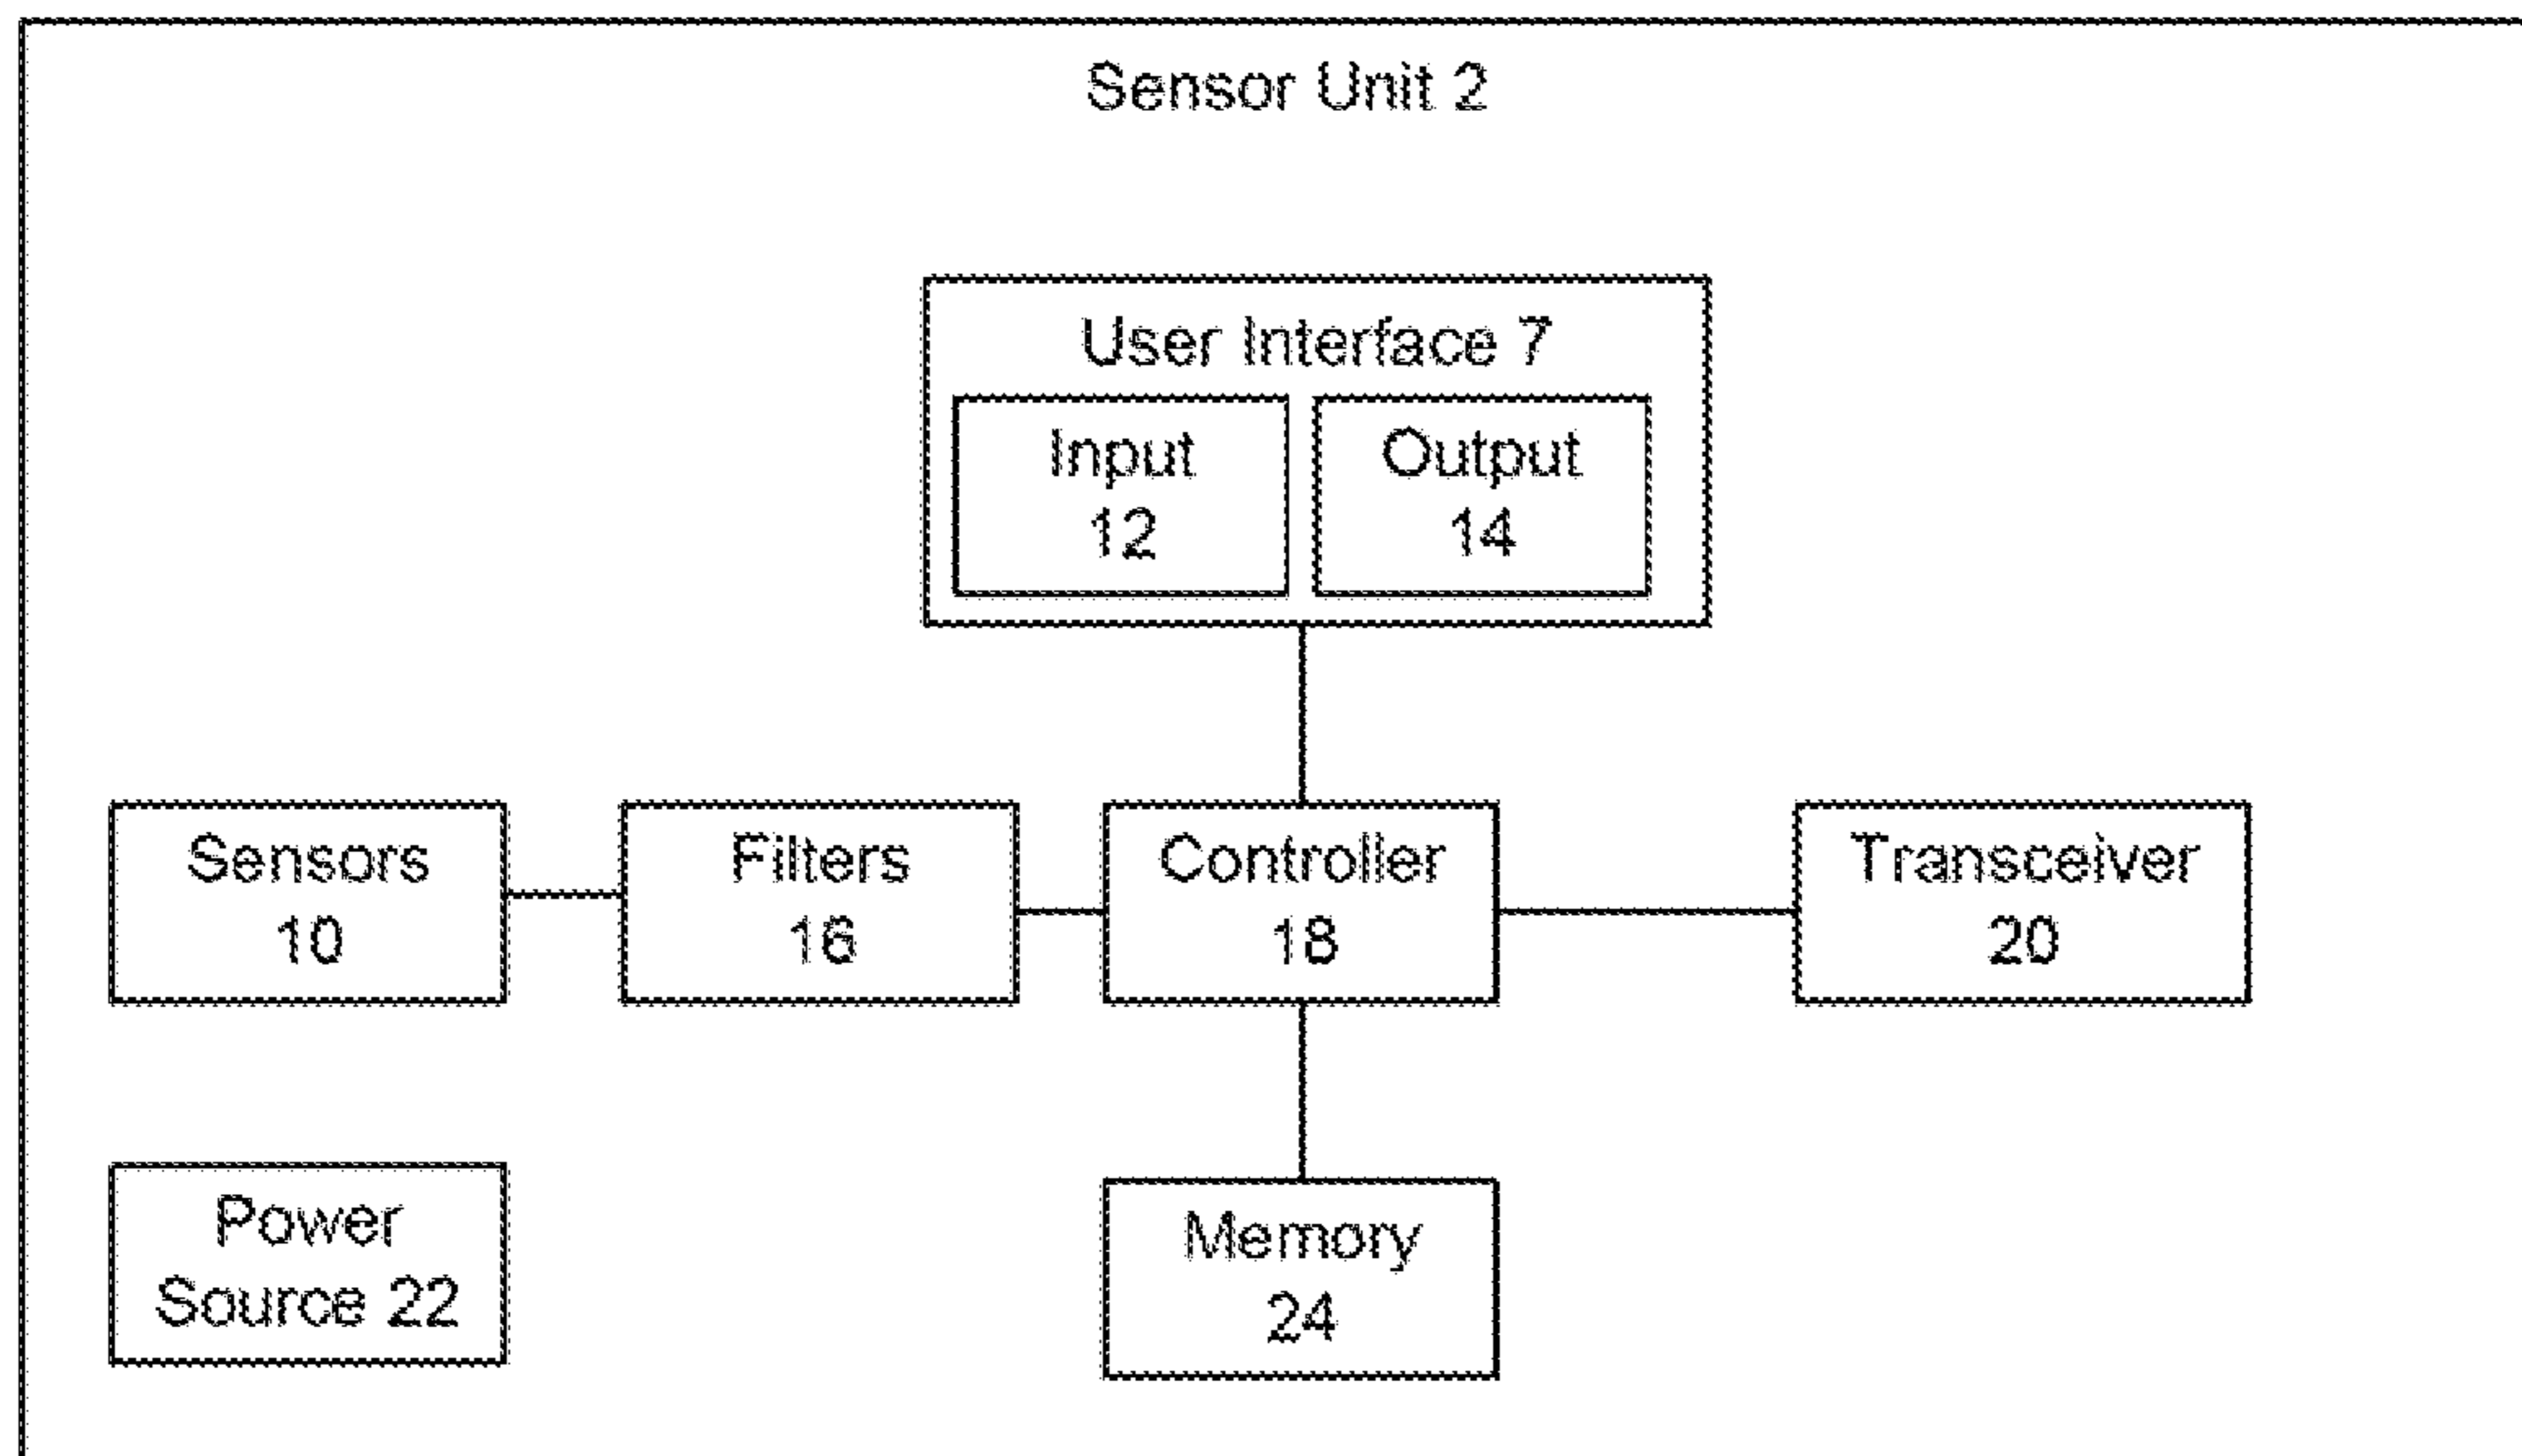 Sensor Unit 2
User Interface 7
Input
12
Output
14
Sensors
10
Filters
16
Controller
18
Transceiver
20
Power
Source 22
Memory
24